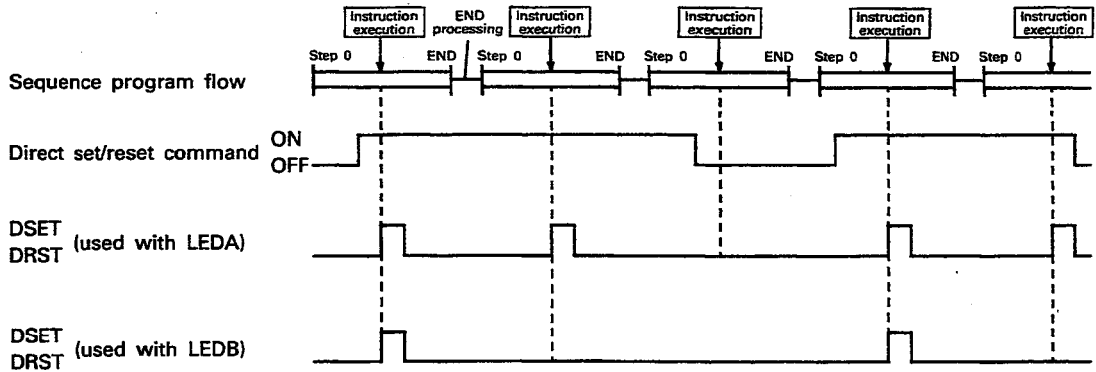 Instruction execution
END processing
Instruction execution
Instruction execution
Instruction execution
Instruction execution
Step 0 END Step 0 END Step 0 END Step 0 END Step 0
Sequence program flow
Direct set/reset command ON OFF
DSET DRST (used with LEDA)
DSET DRST (used with LEDB)